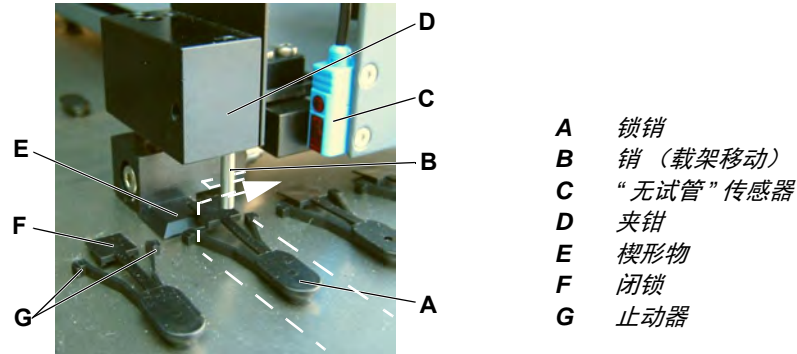 D
C
E
B
F
A
G
A 锁销
B 销 （载架移动）
C “ 无试管 ” 传感器
D 夹钳
E 楔形物
F 闭锁
G 止动器